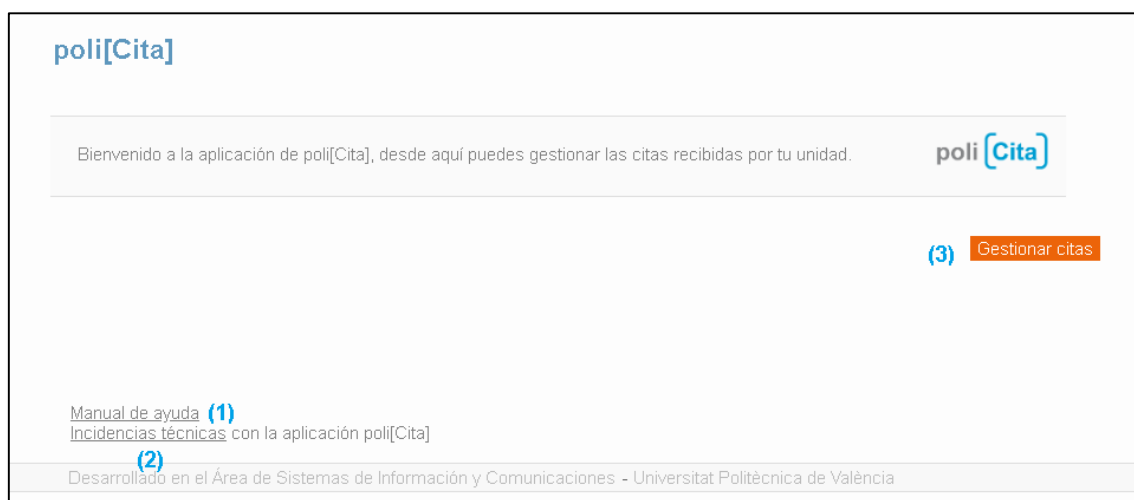 poli[Cita]
Bienvenido a la aplicación de poli[Cita], desde aquí puedes gestionar las citas recibidas por tu unidad.
poli [Cita]
(3) Gestionar citas
Manual de ayuda (1)
Incidencias técnicas con la aplicación poli[Cita]
(2)
Desarrollado en el Área de Sistemas de Información y Comunicaciones - Universitat Politècnica de València